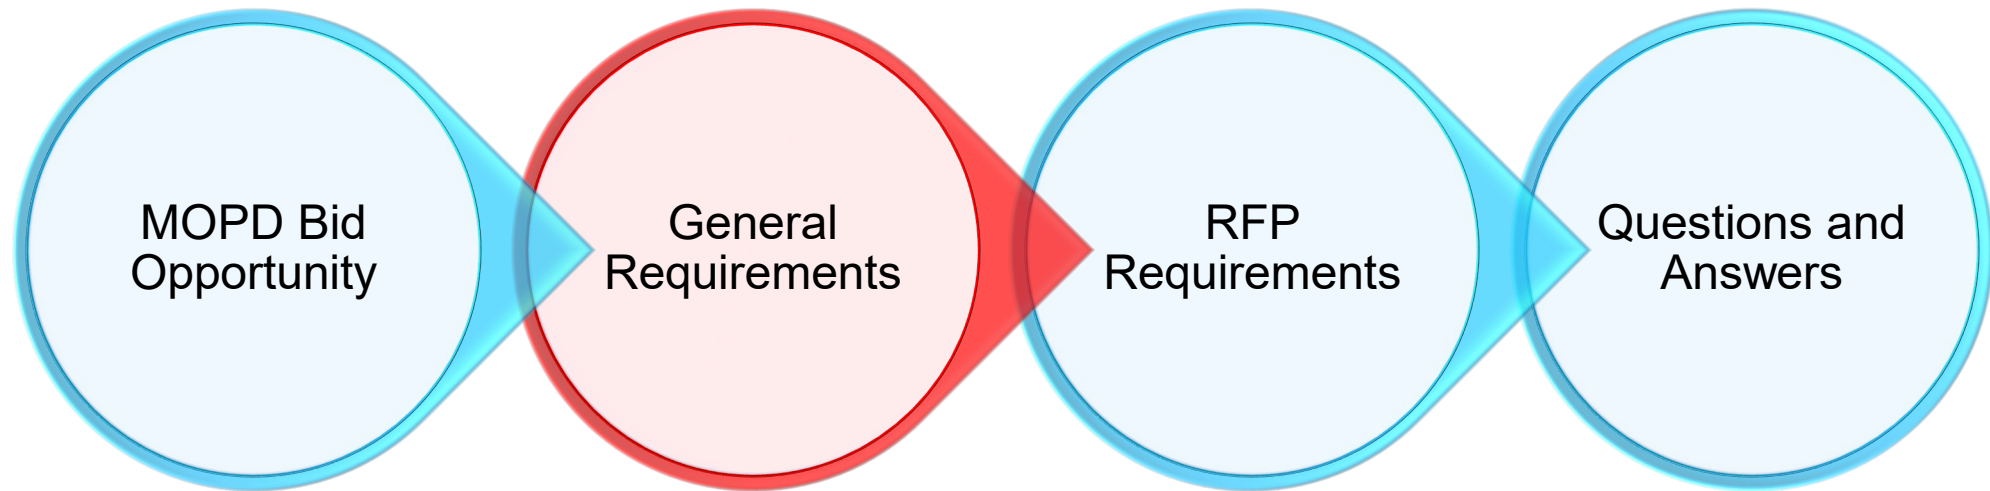 MOPD Bid
Opportunity
General
Requirements
RFP
Requirements
Questions and
Answers